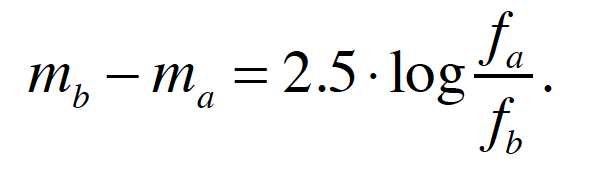 m_b − m_a = 2.5 · log f_a / f_b.